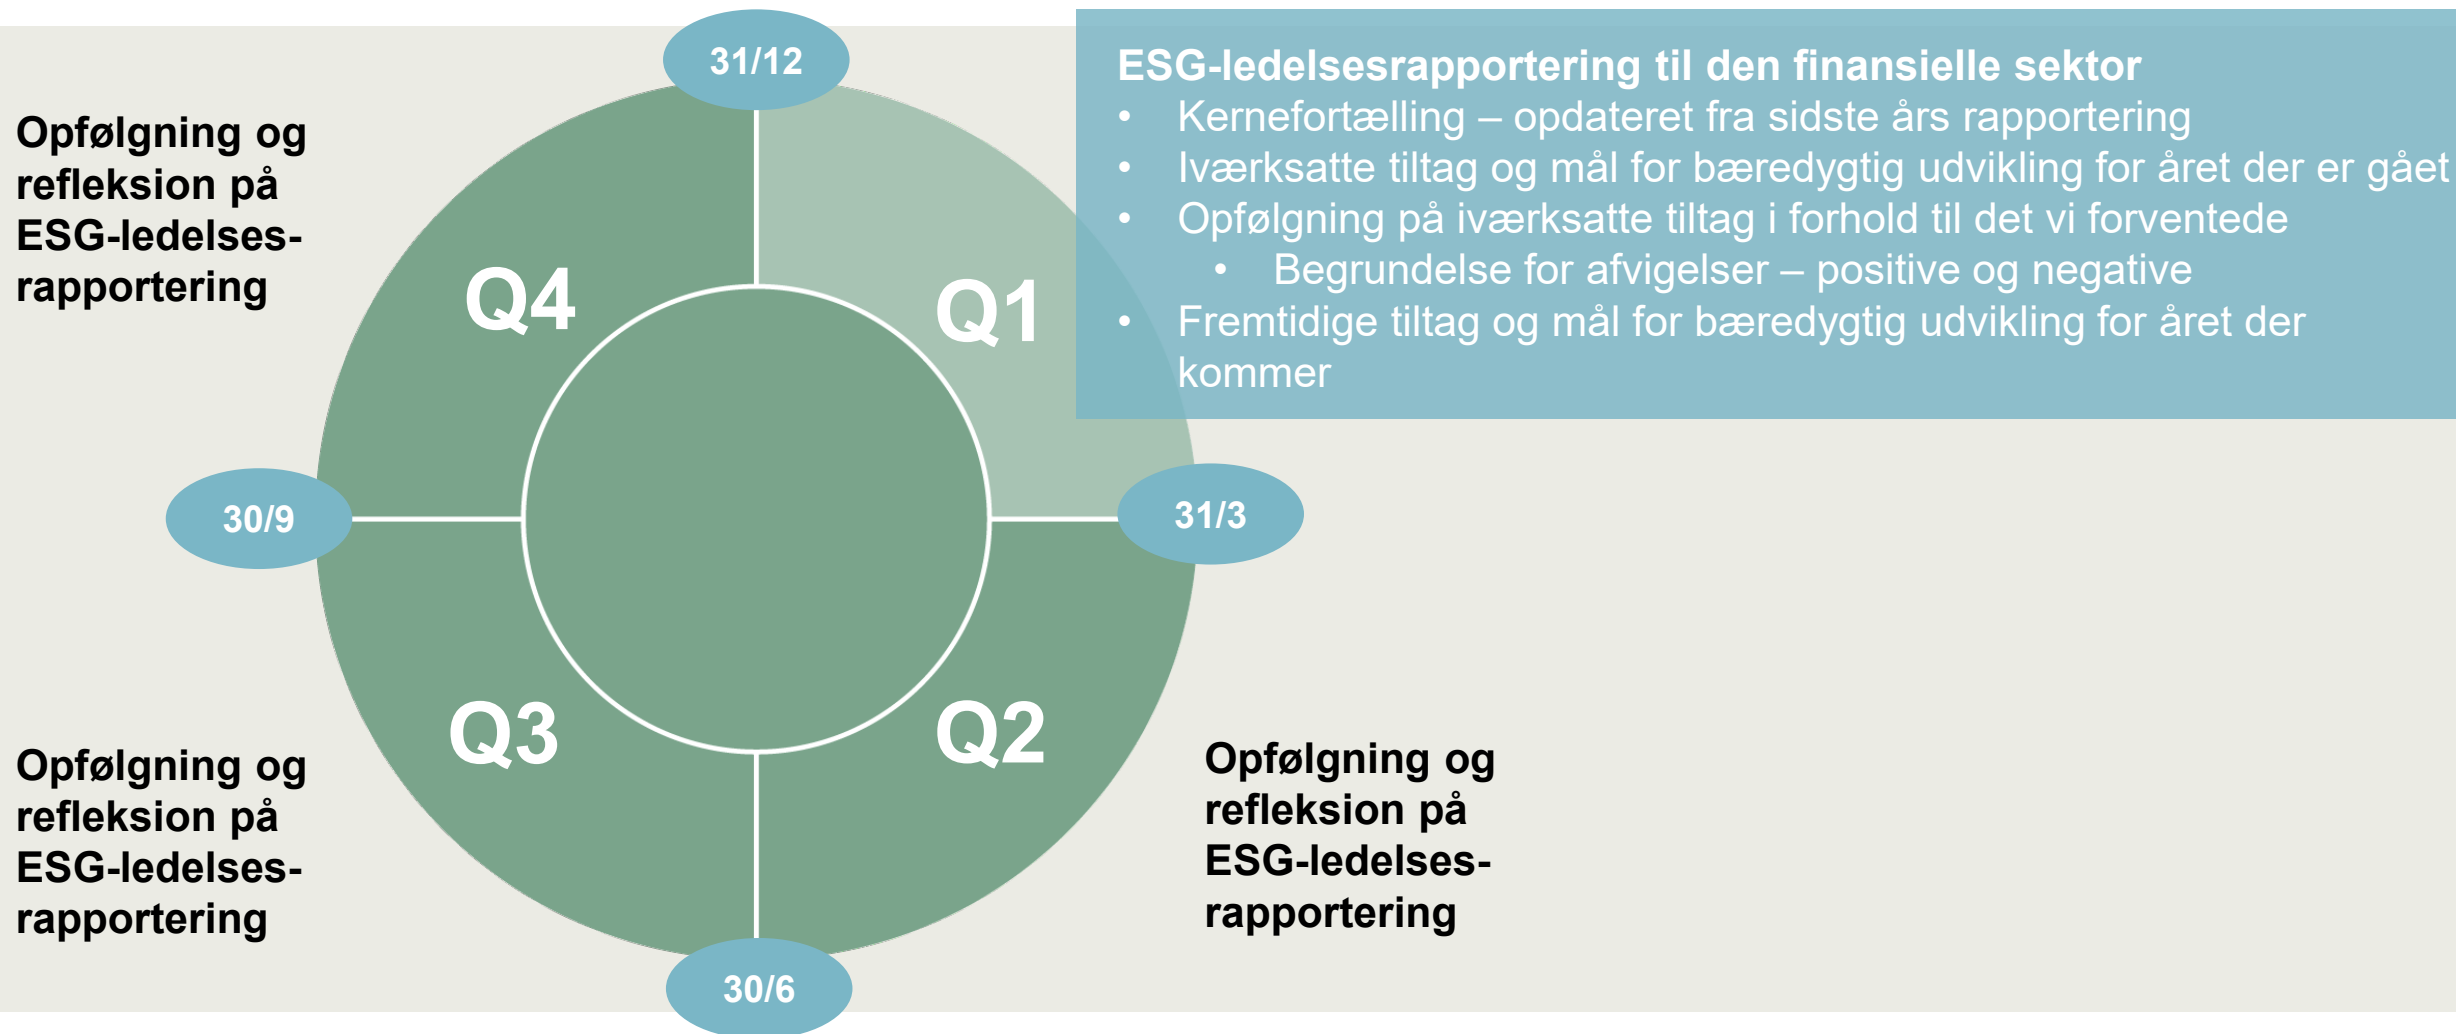 31/12
ESG-ledelsesrapportering til den finansielle sektor
• Kernefortælling – opdateret fra sidste års rapportering
• Iværksatte tiltag og mål for bæredygtig udvikling for året der er gået
• Opfølgning på iværksatte tiltag i forhold til det vi forventede
• Begrundelse for afvigelser – positive og negative
• Fremtidige tiltag og mål for bæredygtig udvikling for året der
kommer
Opfølgning og
refleksion på
ESG-ledelses-
rapportering
Q4
Q1
30/9
31/3
Q3
Q2
Opfølgning og
refleksion på
ESG-ledelses-
rapportering
Opfølgning og
refleksion på
ESG-ledelses-
rapportering
30/6